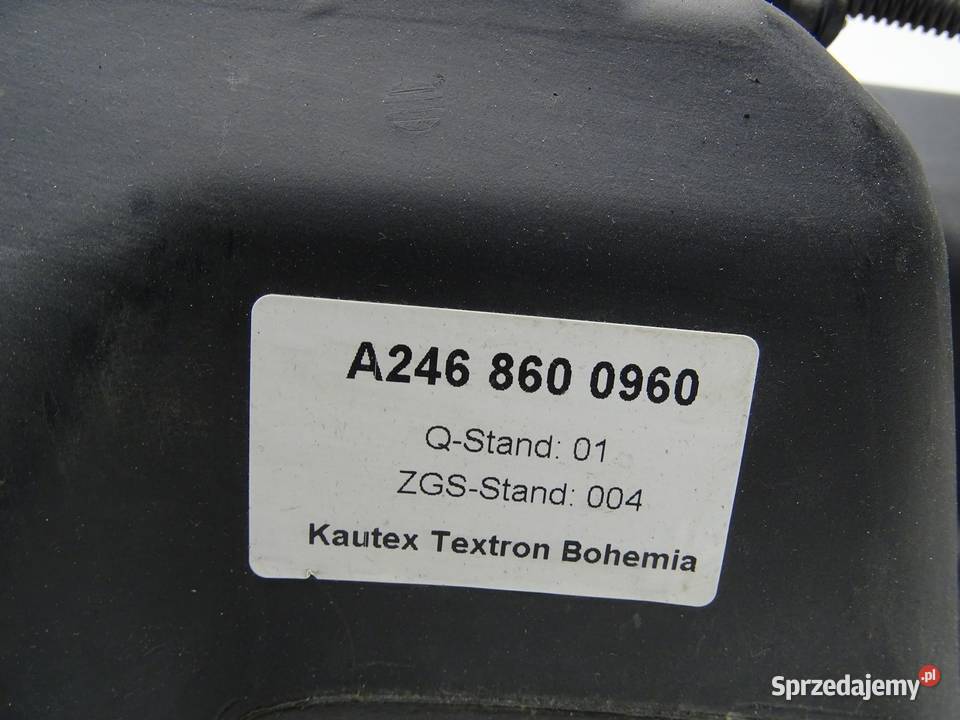 A246 860 0960
Q-Stand: 01
ZGS-Stand: 004
Kautex Textron Bohemia
Sprzedajemy.pl